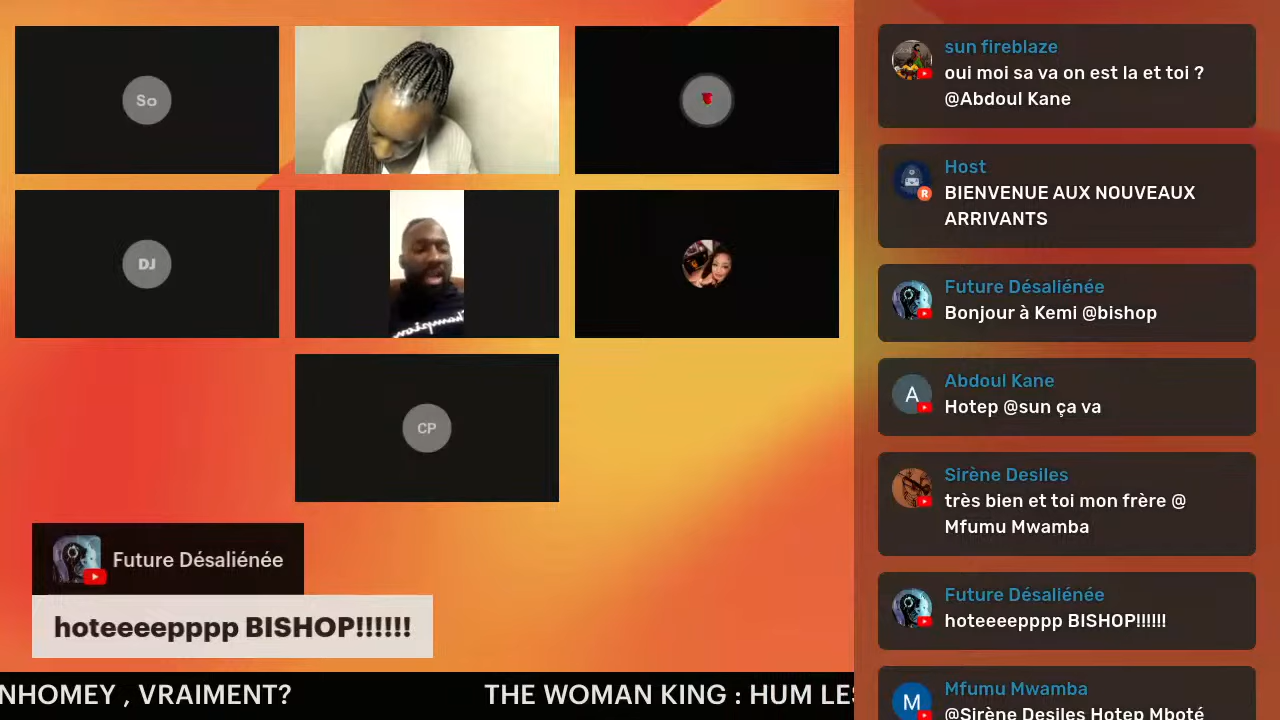 So
DJ
CP
Future Désaliénée
hoteeeepppp BISHOP!!!!!!
NHOMEY , VRAIMENT?
THE WOMAN KING : HUM LES
sun fireblaze
oui moi sa va on est la et toi ?
@Abdoul Kane
Host
BIENVENUE AUX NOUVEAUX
ARRIVANTS
Future Désaliénée
Bonjour à Kemi @bishop
A
Abdoul Kane
Hotep @sun ça va
Sirène Desiles
très bien et toi mon frère @
Mfumu Mwamba
Future Désaliénée
hoteeeepppp BISHOP!!!!!!
M
Mfumu Mwamba
@Sirène Desiles Hotep Mboté